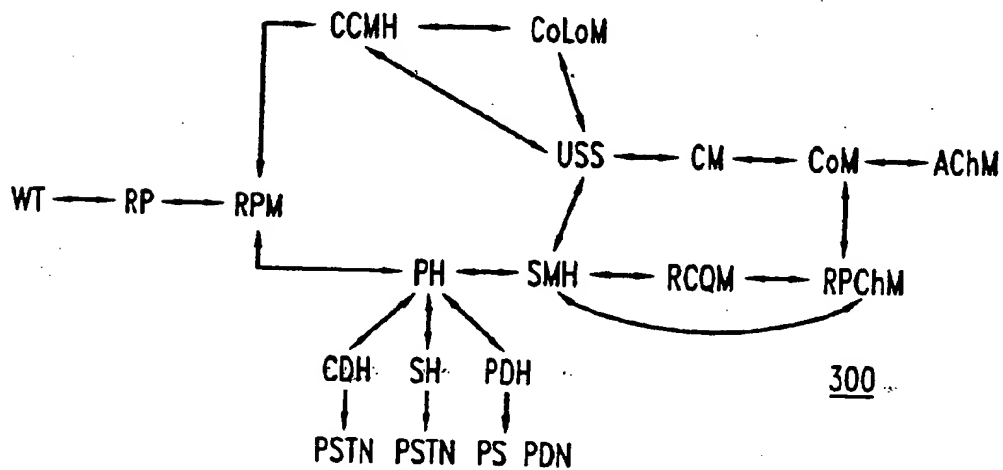 CCMH CoLoM
USS CM CoM AChM
WT RP RPM
PH SMH RCQM RPChM
CDH SH PDH
300
PSTN PSTN PS PDN